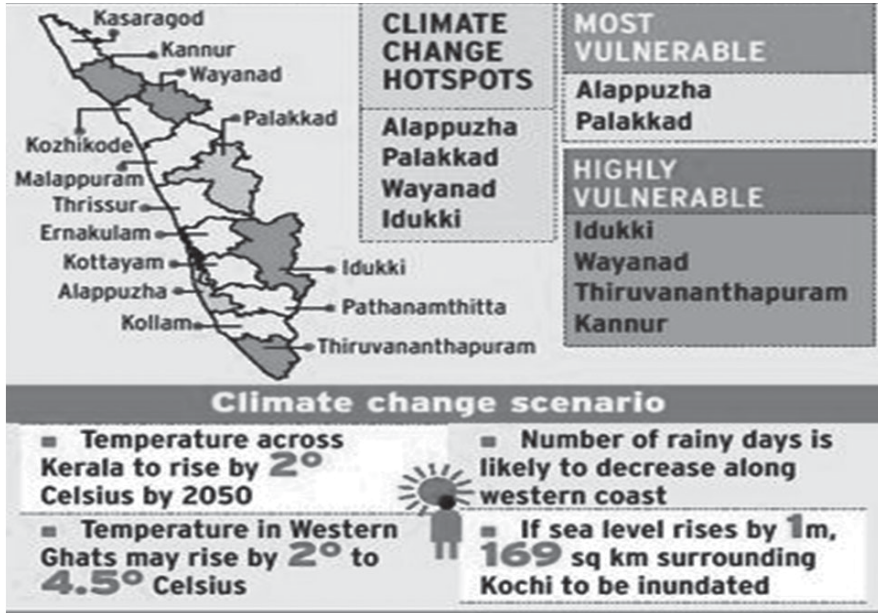 Kasaragod
Kannur
Wayanad
Palakkad
Kozhikode
Malappuram
Thrissur
Ernakulam
Kottayam
Idukki
Alappuzha
Pathanamthitta
Kollam
Thiruvananthapuram
CLIMATE
CHANGE
HOTSPOTS
Alappuzha
Palakkad
Wayanad
Idukki
MOST
VULNERABLE
Alappuzha
Palakkad
HIGHLY
VULNERABLE
Idukki
Wayanad
Thiruvananthapuram
Kannur
Climate change scenario
Temperature across
Kerala to rise by 2°
Celsius by 2050
Number of rainy days is
likely to decrease along
western coast
Temperature in Western
Ghats may rise by 2° to
4.5° Celsius
If sea level rises by 1m,
169 sq km surrounding
Kochi to be inundated